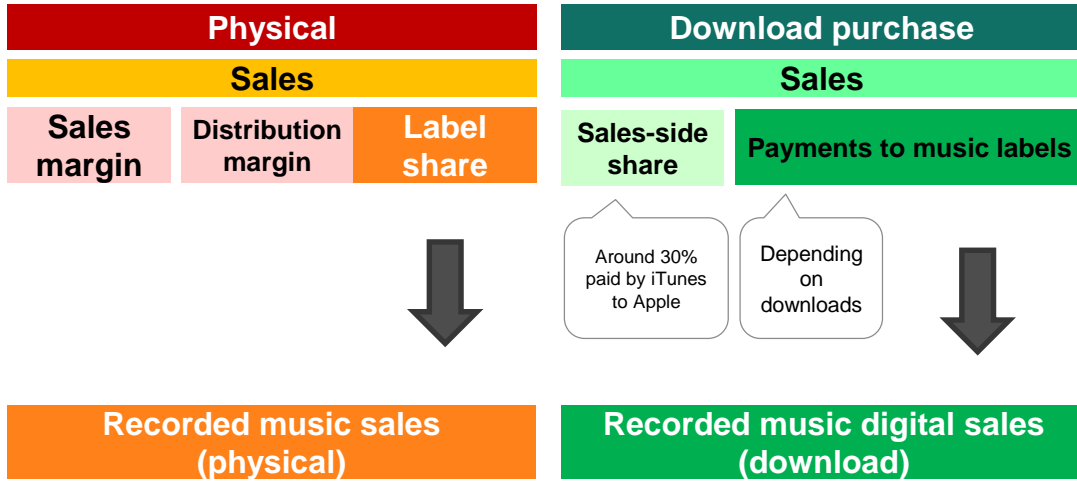 Physical
Sales
Sales
margin
Distribution
margin
Label
share
Download purchase
Sales
Sales-side
share
Payments to music labels
Around 30%
paid by iTunes
to Apple
Depending
on
downloads
Recorded music sales
(physical)
Recorded music digital sales
(download)